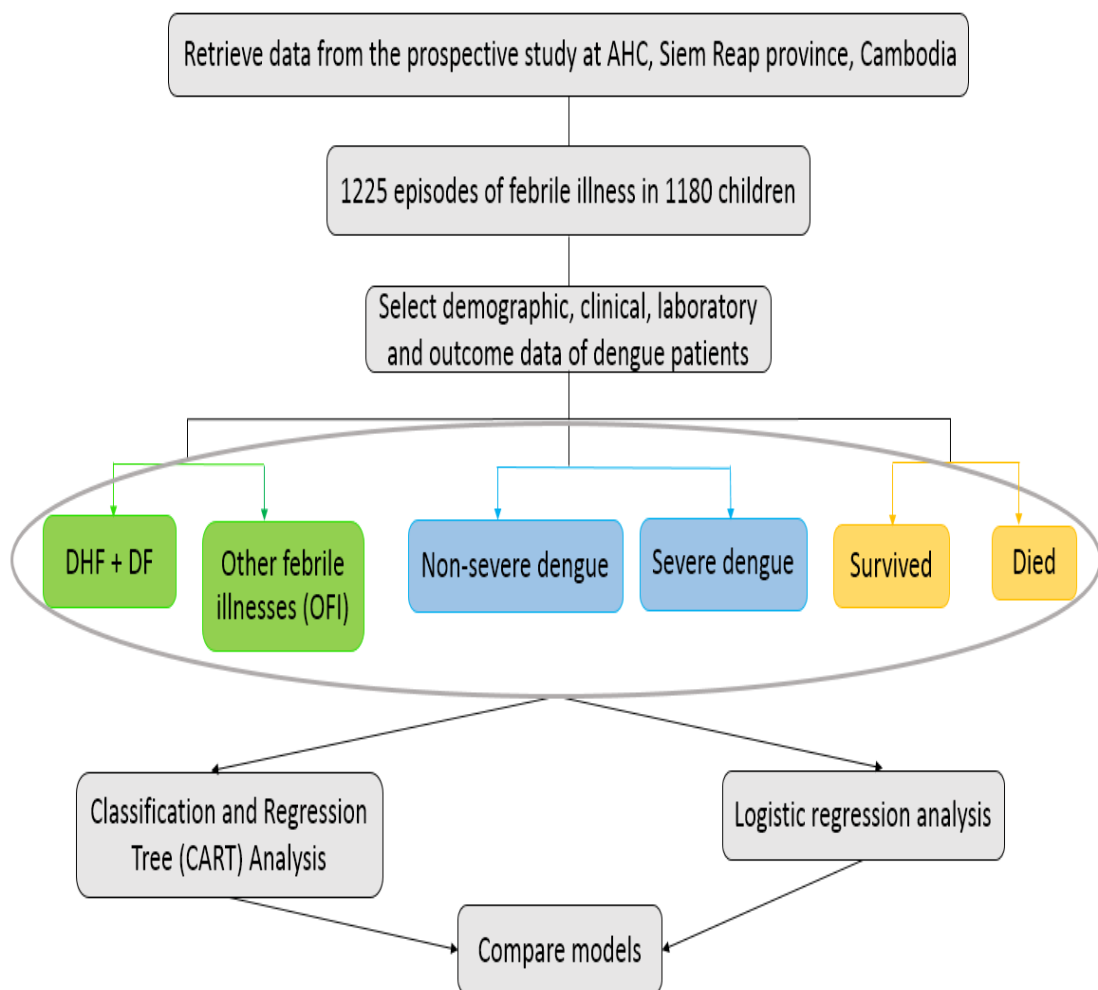 Retrieve data from the prospective study at AHC, Siem Reap province, Cambodia
1225 episodes of febrile illness in 1180 children
Select demographic, clinical, laboratory
and outcome data of dengue patients
DHF + DF
Other febrile
illnesses (OFI)
Non-severe dengue
Severe dengue
Survived
Died
Classification and Regression
Tree (CART) Analysis
Logistic regression analysis
Compare models